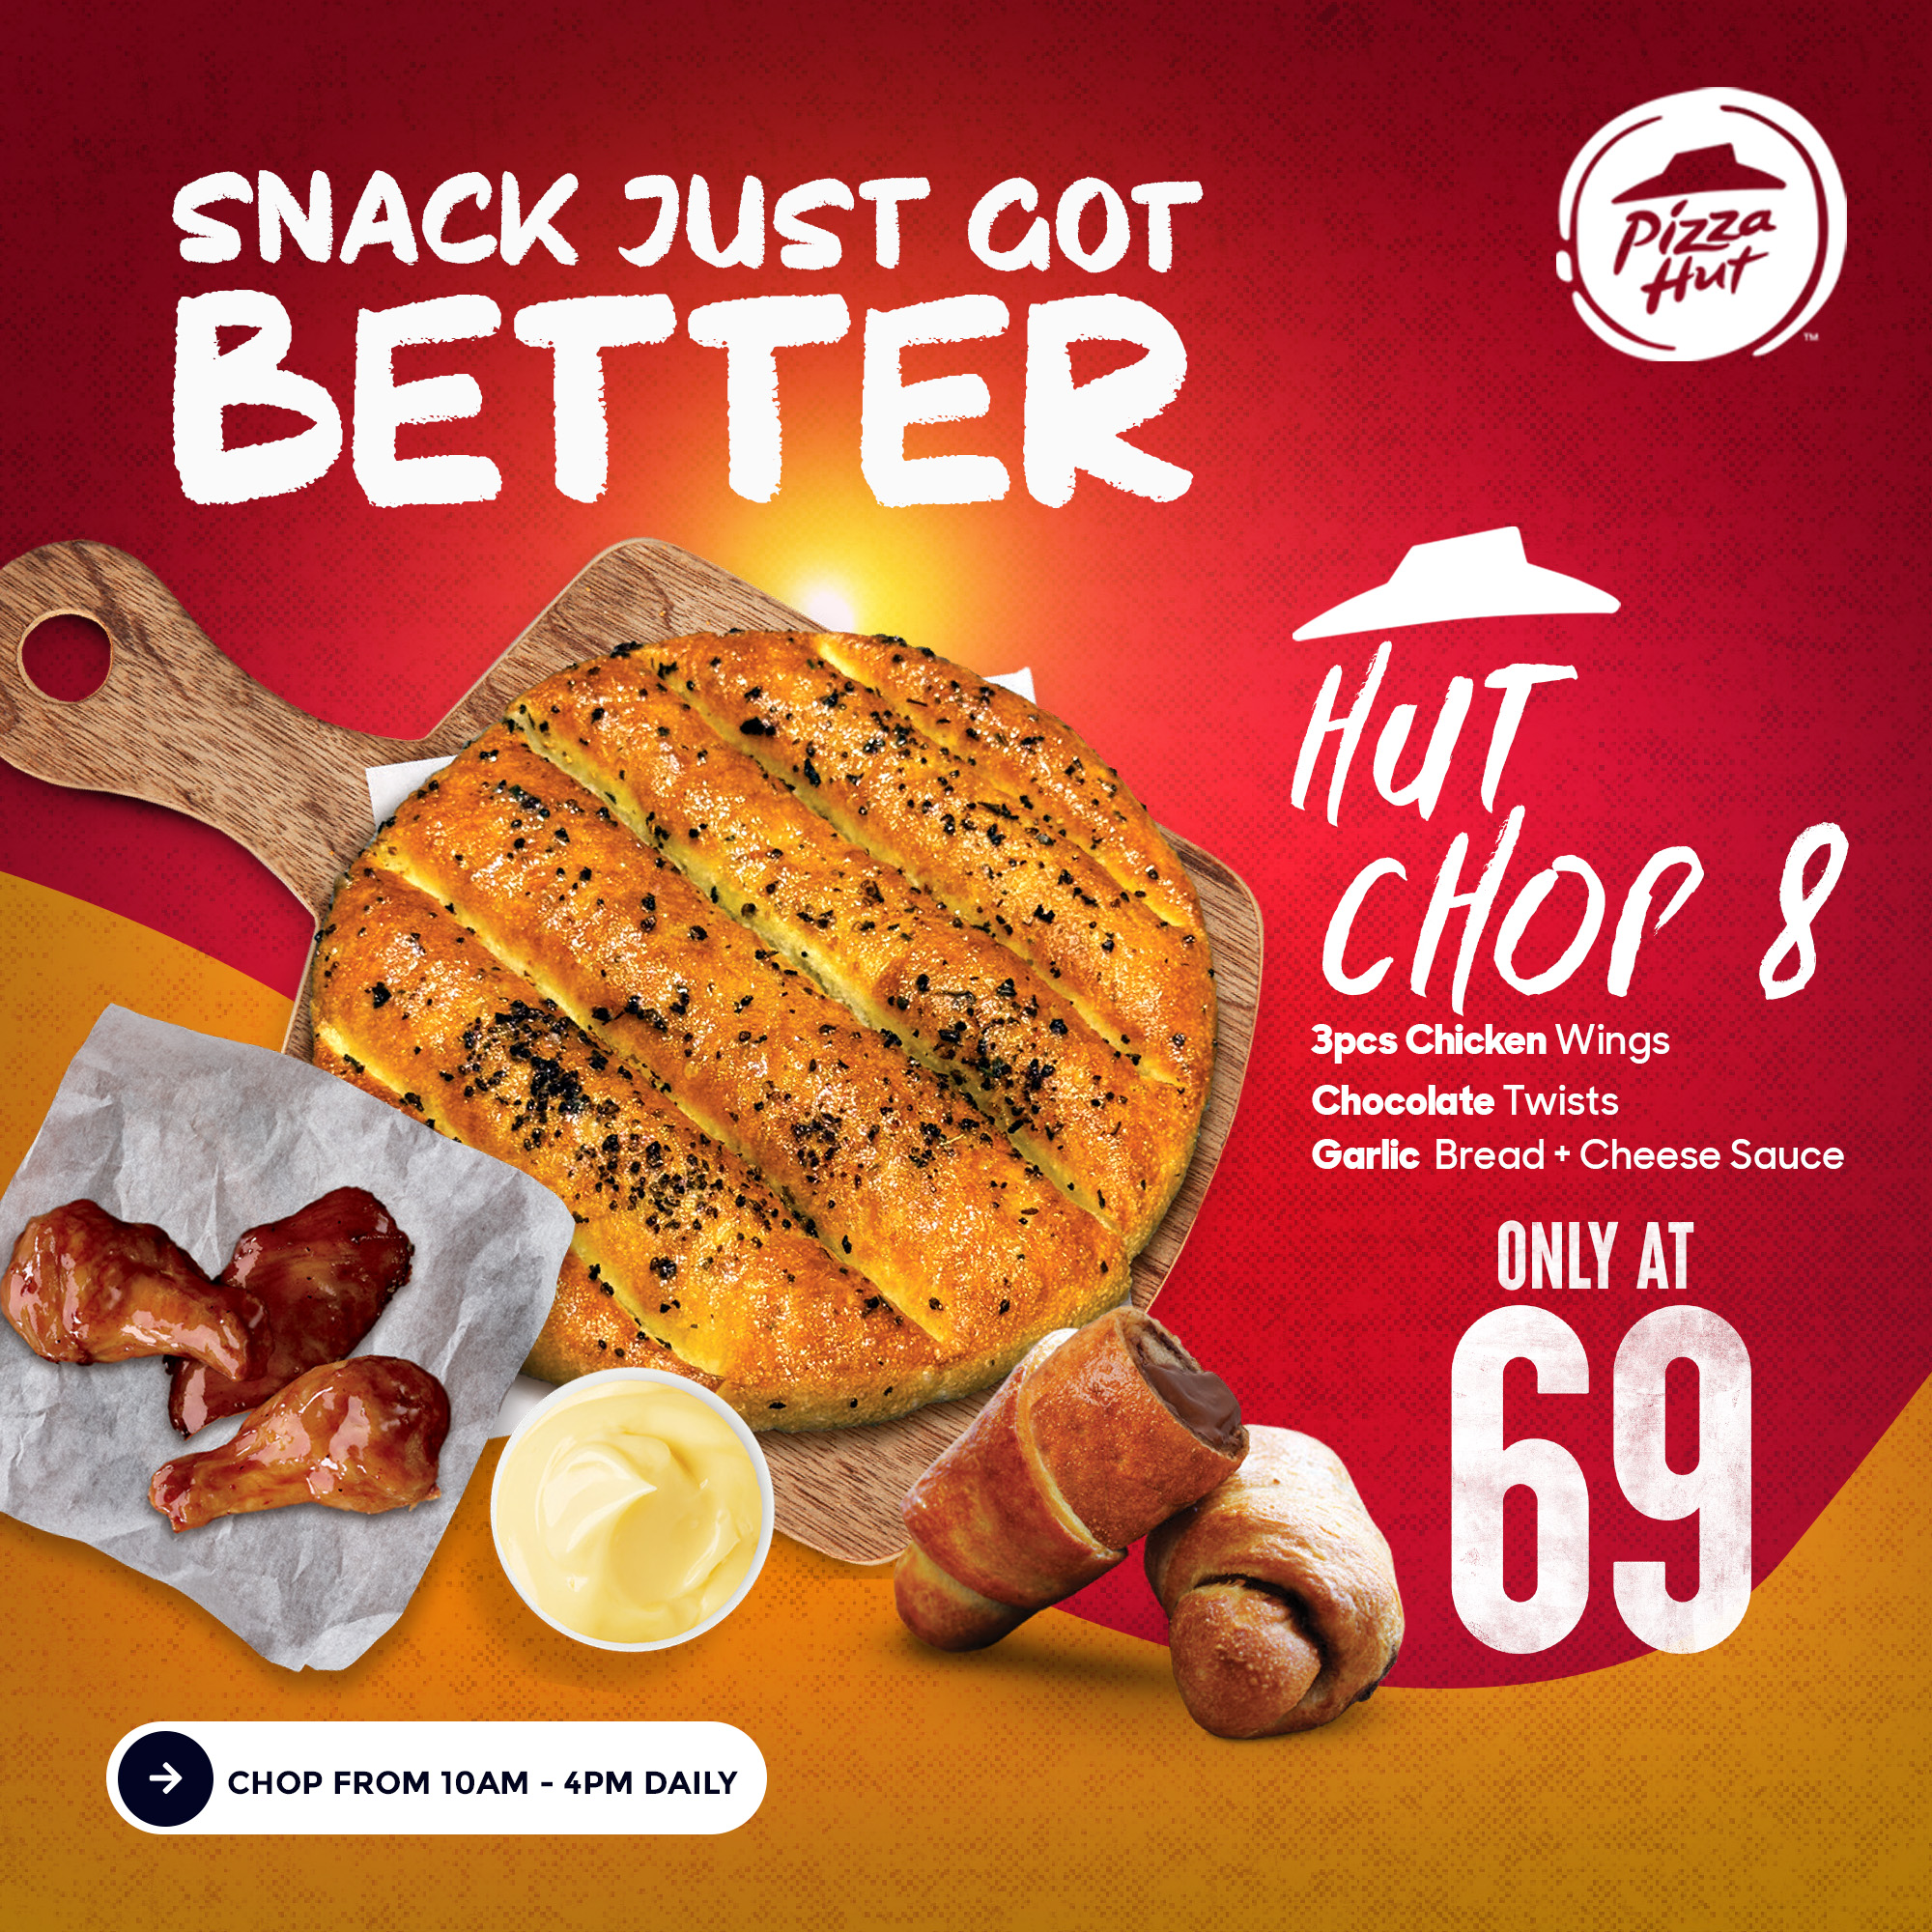 SNACK JUST GOT
BETTER
Pizza
Hut
TM
HUT
CHOP 8
3pcs Chicken Wings
Chocolate Twists
Garlic Bread + Cheese Sauce
ONLY AT
69
CHOP FROM 10AM - 4PM DAILY